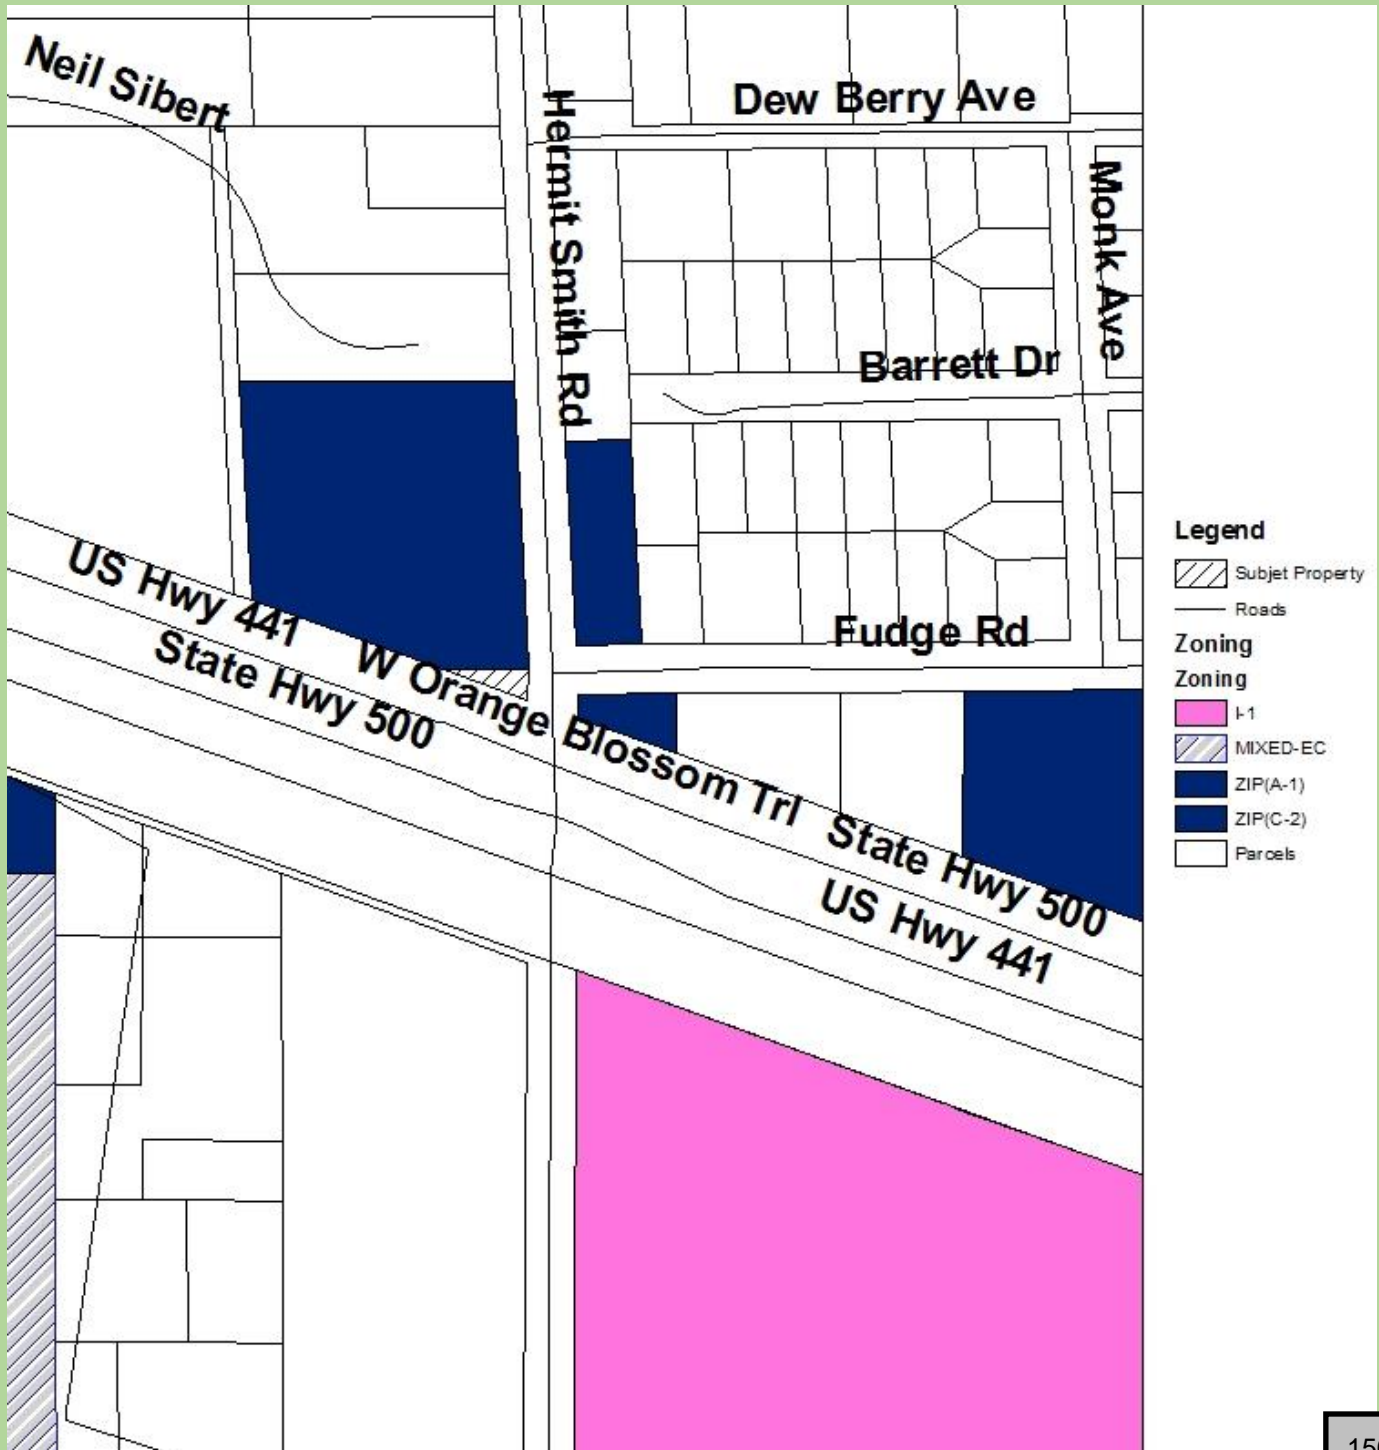 Neil Sibert
Hermit Smith Rd
Dew Berry Ave
Monk Ave
Barrett Dr
Fudge Rd
US Hwy 441
State Hwy 500
W Orange Blossom Trl
State Hwy 500
US Hwy 441
Legend
Subjet Property
Roads
Zoning
Zoning
I-1
MIXED-EC
ZIP(A-1)
ZIP(C-2)
Parcels